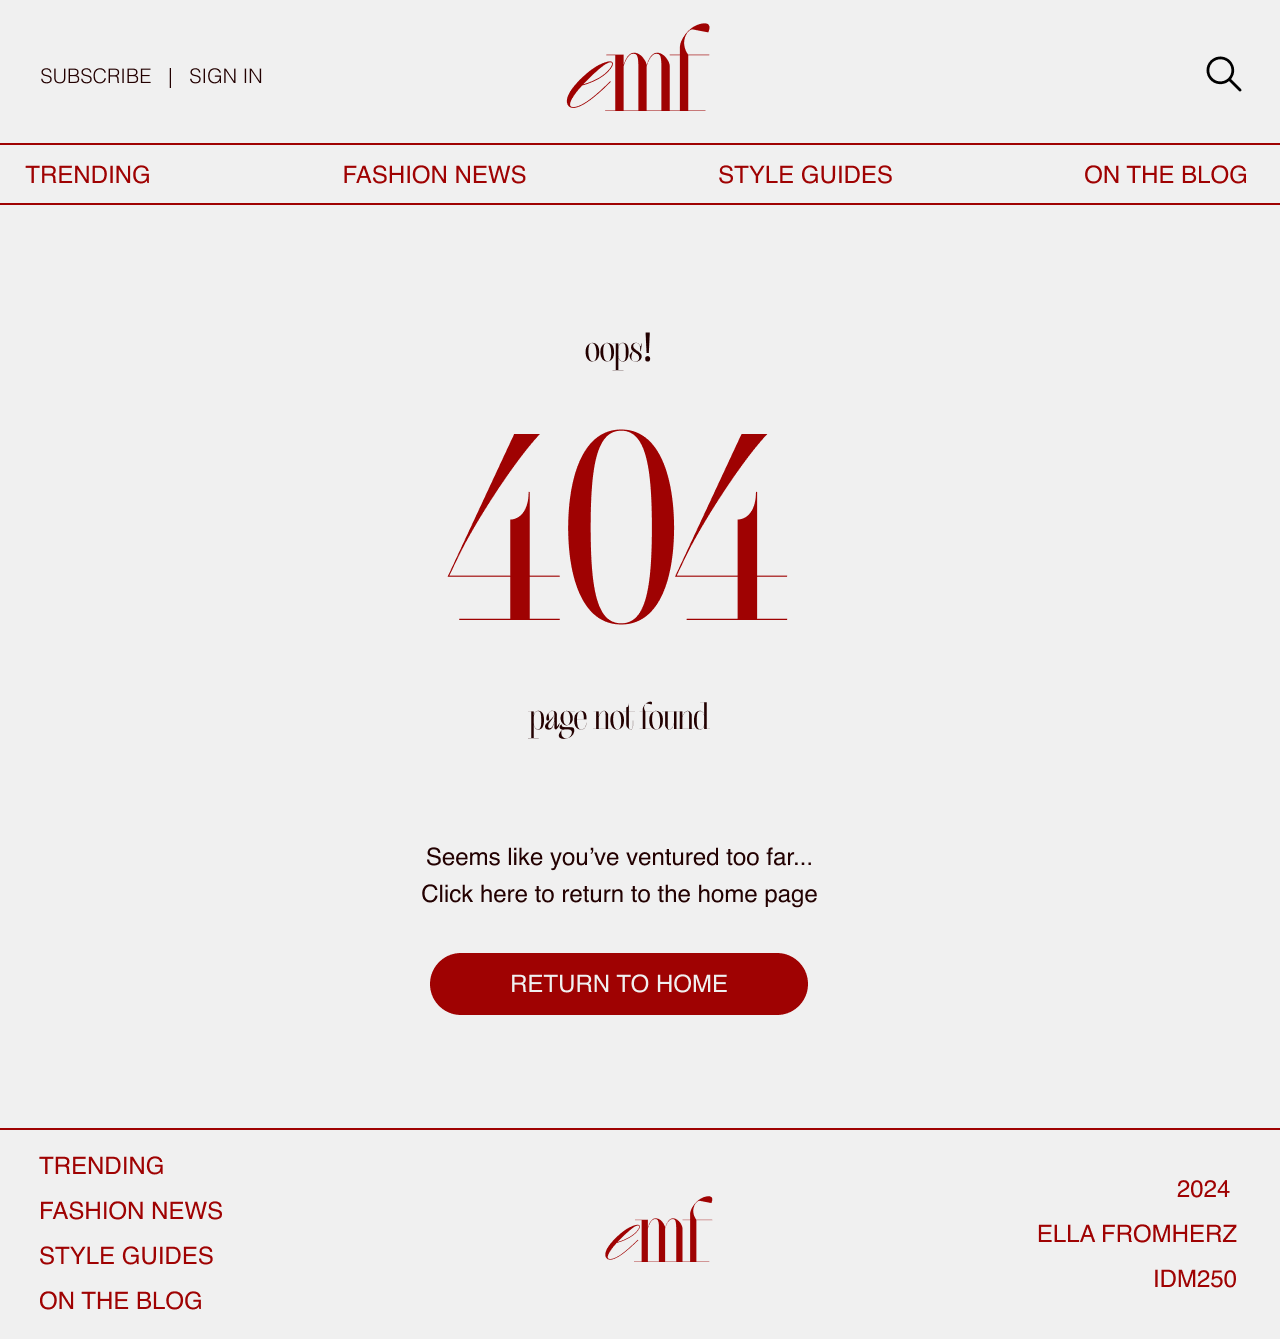 SUBSCRIBE | SIGN IN
emf
TRENDING FASHION NEWS STYLE GUIDES ON THE BLOG
oops!
404
page not found
Seems like you’ve ventured too far...
Click here to return to the home page
RETURN TO HOME
TRENDING
FASHION NEWS
STYLE GUIDES
ON THE BLOG
emf
2024
ELLA FROMHERZ
IDM250